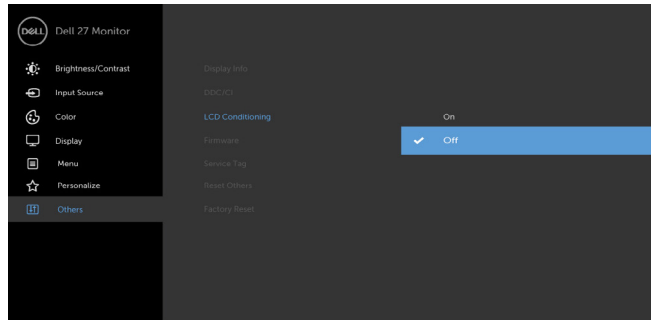 DELL Dell 27 Monitor
Brightness/Contrast
Input Source
Color
Display
Menu
Personalize
Others
Display Info
DDC/CI
LCD Conditioning
Firmware
Service Tag
Reset Others
Factory Reset
On
Off